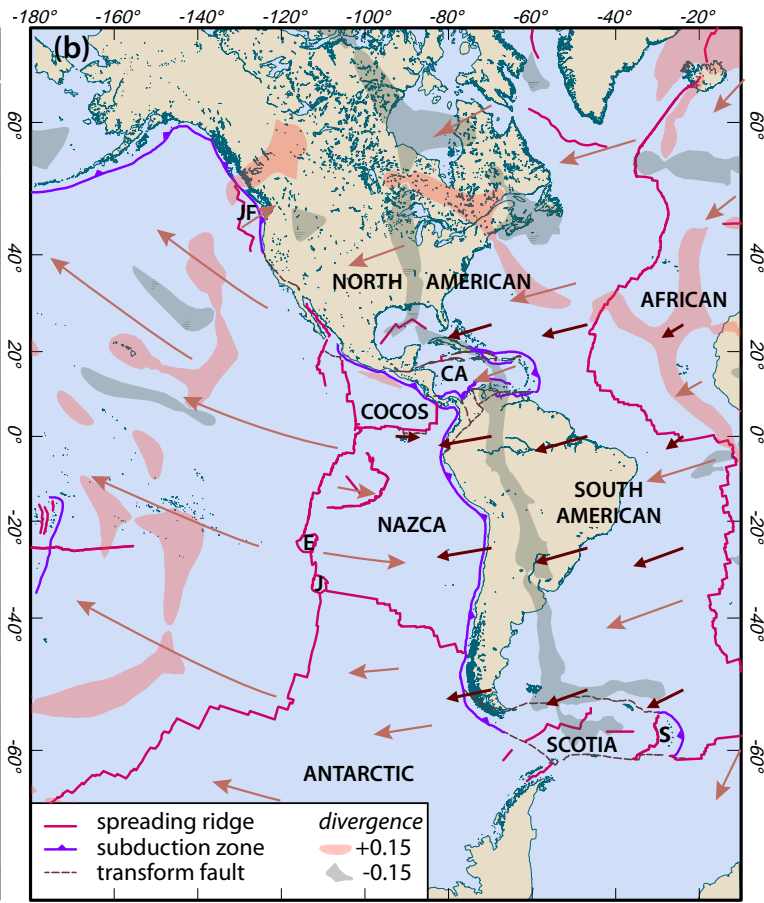 -180° -160° -140° -120° -100° -80° -60° -40° -20°
(b)
60°
60°
JF
40°
40°
NORTH AMERICAN
AFRICAN
20°
20°
CA
COCOS
0°
0°
SOUTH
AMERICAN
NAZCA
-20°
-20°
E
J
-40°
-40°
S
SCOTIA
-60°
-60°
ANTARCTIC
spreading ridge
subduction zone
transform fault
divergence
+0.15
-0.15